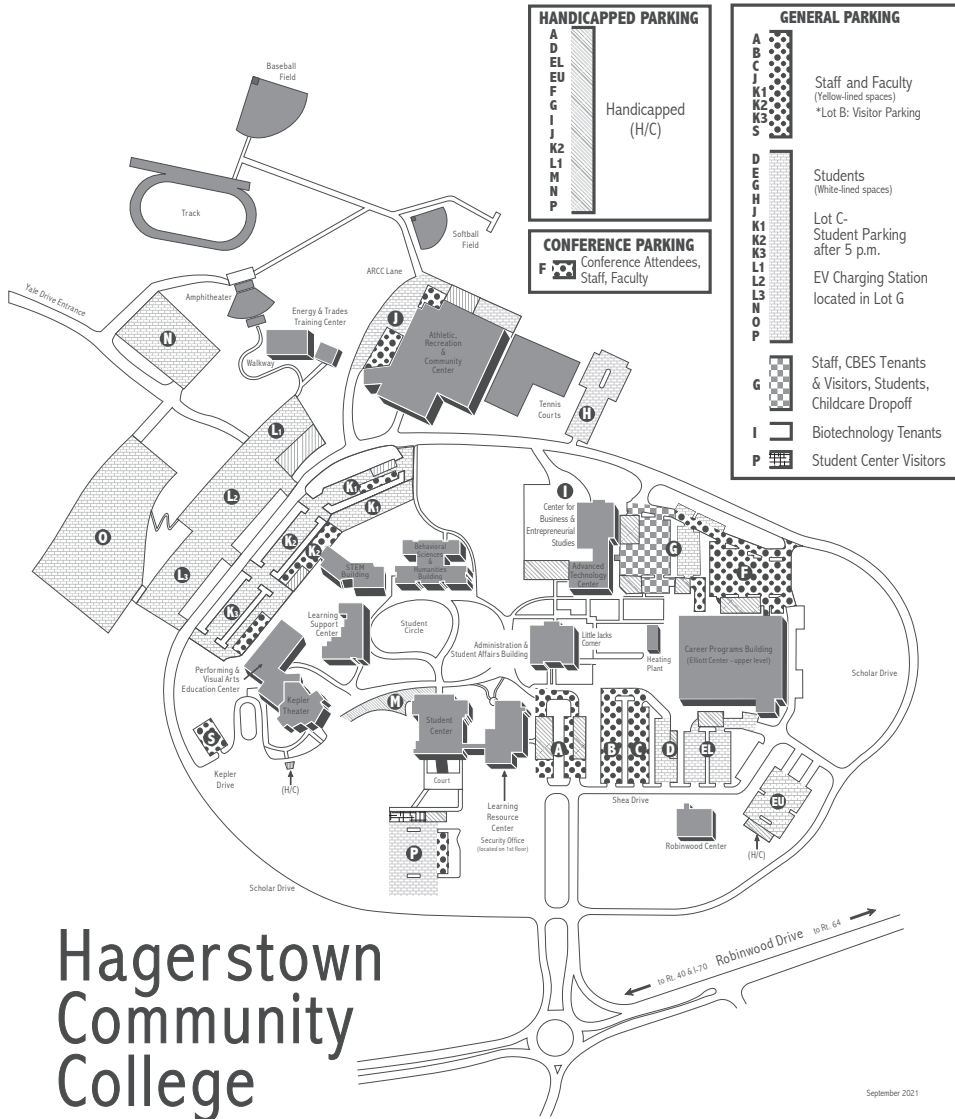 HANDICAPPED PARKING
A
D
EL
EU
F
G
I
J
K2
L1
M
N
P
Handicapped
(H/C)
CONFERENCE PARKING
F
Conference Attendees,
Staff, Faculty
GENERAL PARKING
A
B
C
J
K1
K2
K3
S
Staff and Faculty
(Yellow-lined spaces)
*Lot B: Visitor Parking
D
E
G
H
J
K1
K2
K3
L1
L2
L3
N
O
P
Students
(White-lined spaces)
Lot C-
Student Parking
after 5 p.m.
EV Charging Station
located in Lot G
G
Staff, CBES Tenants
& Visitors, Students,
Childcare Dropoff
I
Biotechnology Tenants
P
Student Center Visitors
Baseball
Field
Track
Softball
Field
ARCC Lane
Yale Drive Entrance
Amphitheater
Energy & Trades
Training Center
Walkway
N
J
Athletic,
Recreation
&
Community
Center
Tennis
Courts
H
L1
L2
L3
O
K1
K1
K2
K2
K3
I
Center for
Business &
Entrepreneurial
Studies
Advanced
Technology
Center
G
F
STEM
Building
Behavioral
Sciences
&
Humanities
Building
Learning
Support
Center
Student
Circle
Administration &
Student Affairs Building
Little Jacks
Corner
Heating
Plant
Career Programs Building
(Elliott Center - upper level)
Scholar Drive
Performing &
Visual Arts
Education Center
Kepler
Theater
M
Student
Center
S
Kepler
Drive
(H/C)
Court
Learning
Resource
Center
Security Office
(located on 1st floor)
A
B
C
D
EL
EU
Shea Drive
Robinwood Center
(H/C)
P
Scholar Drive
to Rt. 40 & I-70
Robinwood Drive
to Rt. 64
Hagerstown
Community
College
September 2021